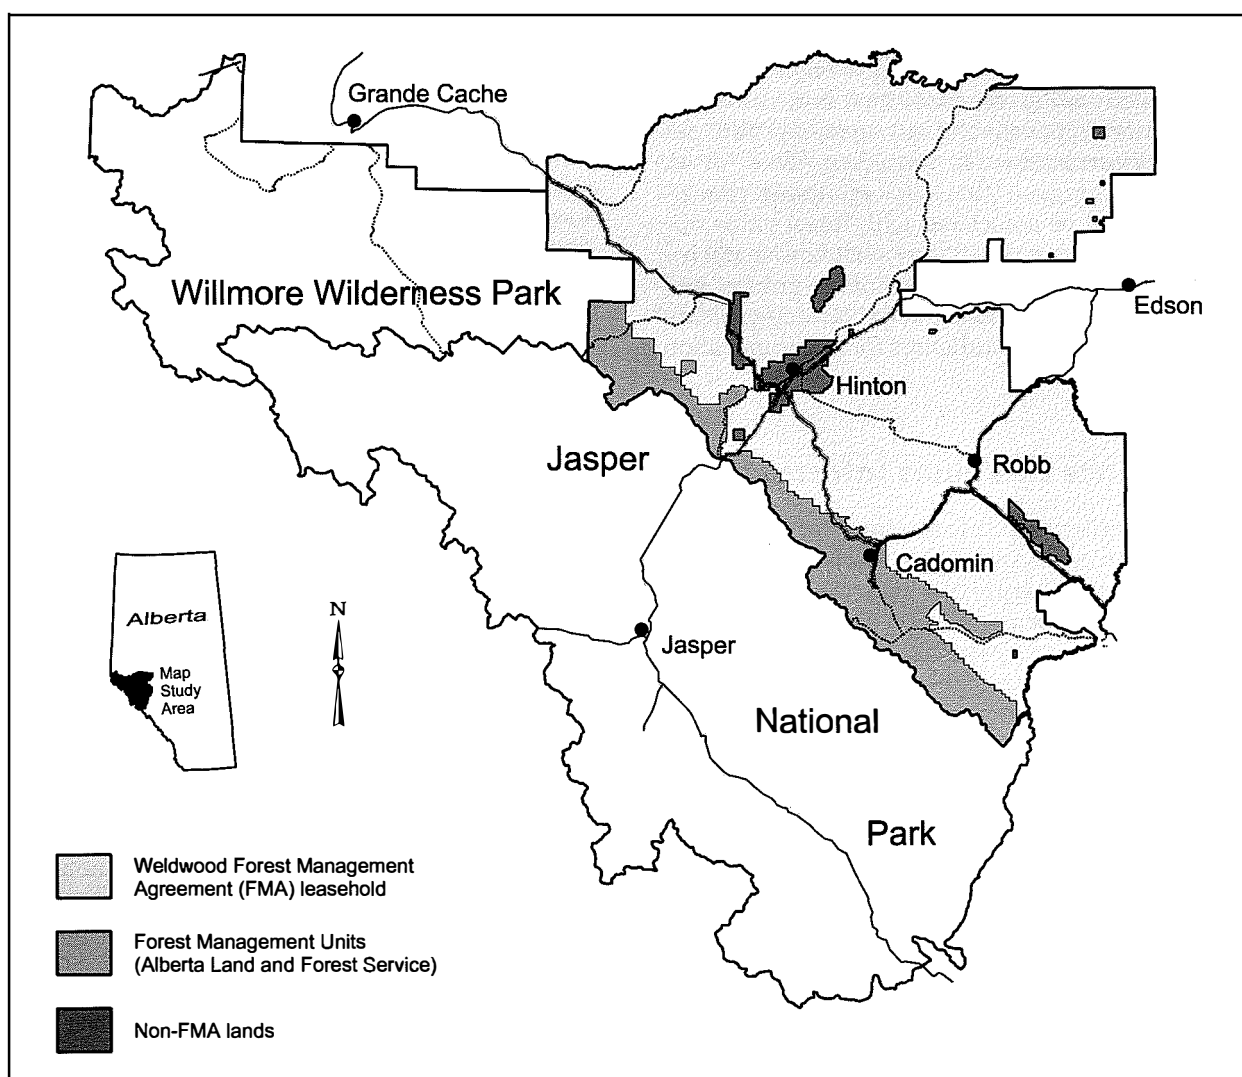 Grande Cache
Willmore Wilderness Park
Edson
Hinton
Jasper
Robb
Cadomin
Alberta
N
Map
Study
Area
Jasper
National
Park
Weldwood Forest Management
Agreement (FMA) leasehold
Forest Management Units
(Alberta Land and Forest Service)
Non-FMA lands